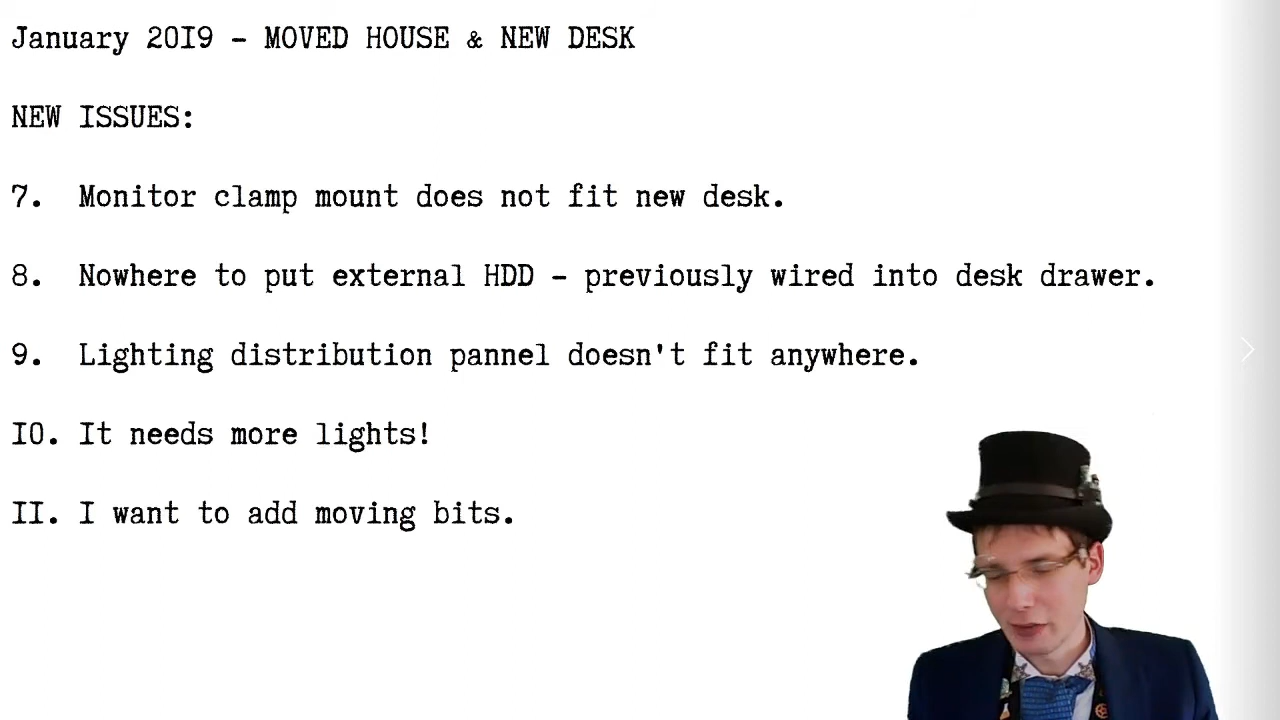 January 2019 - MOVED HOUSE & NEW DESK
NEW ISSUES:
7. Monitor clamp mount does not fit new desk.
8. Nowhere to put external HDD - previously wired into desk drawer.
9. Lighting distribution pannel doesn't fit anywhere.
10. It needs more lights!
11. I want to add moving bits.